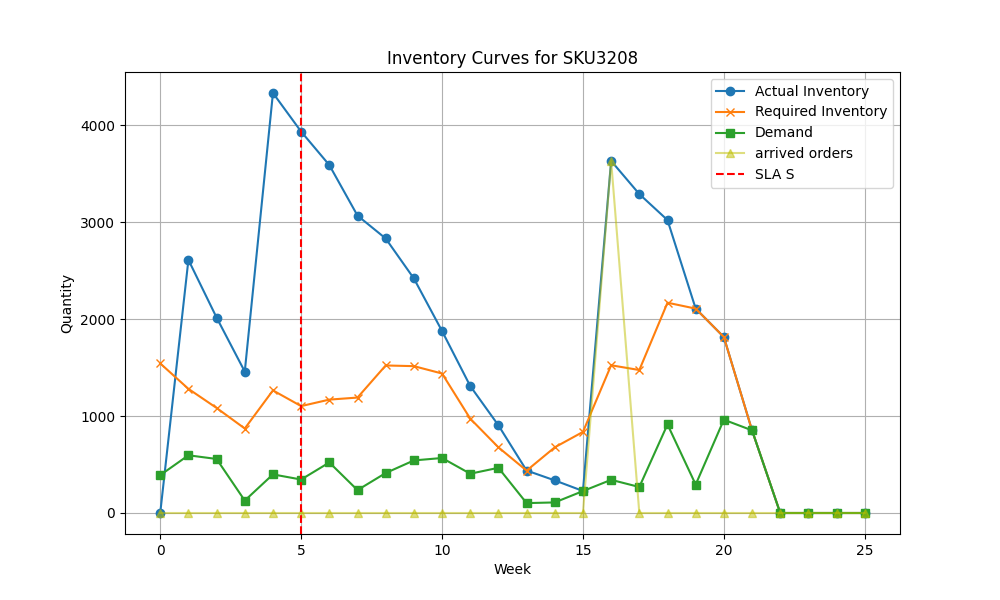 Inventory Curves for SKU3208
Actual Inventory
Required Inventory
Demand
arrived orders
SLA S
Quantity
4000
3000
2000
1000
0
0 5 10 15 20 25
Week